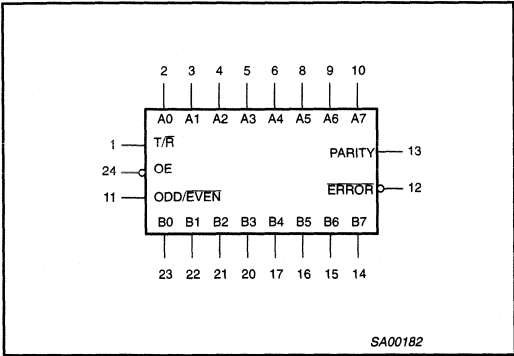 2 3 4 5 6 8 9 10
A0 A1 A2 A3 A4 A5 A6 A7
1 T/R̅
PARITY 13
24 OE
E̅R̅R̅O̅R̅ 12
11 ODD/E̅V̅E̅N̅
B0 B1 B2 B3 B4 B5 B6 B7
23 22 21 20 17 16 15 14
SA00182